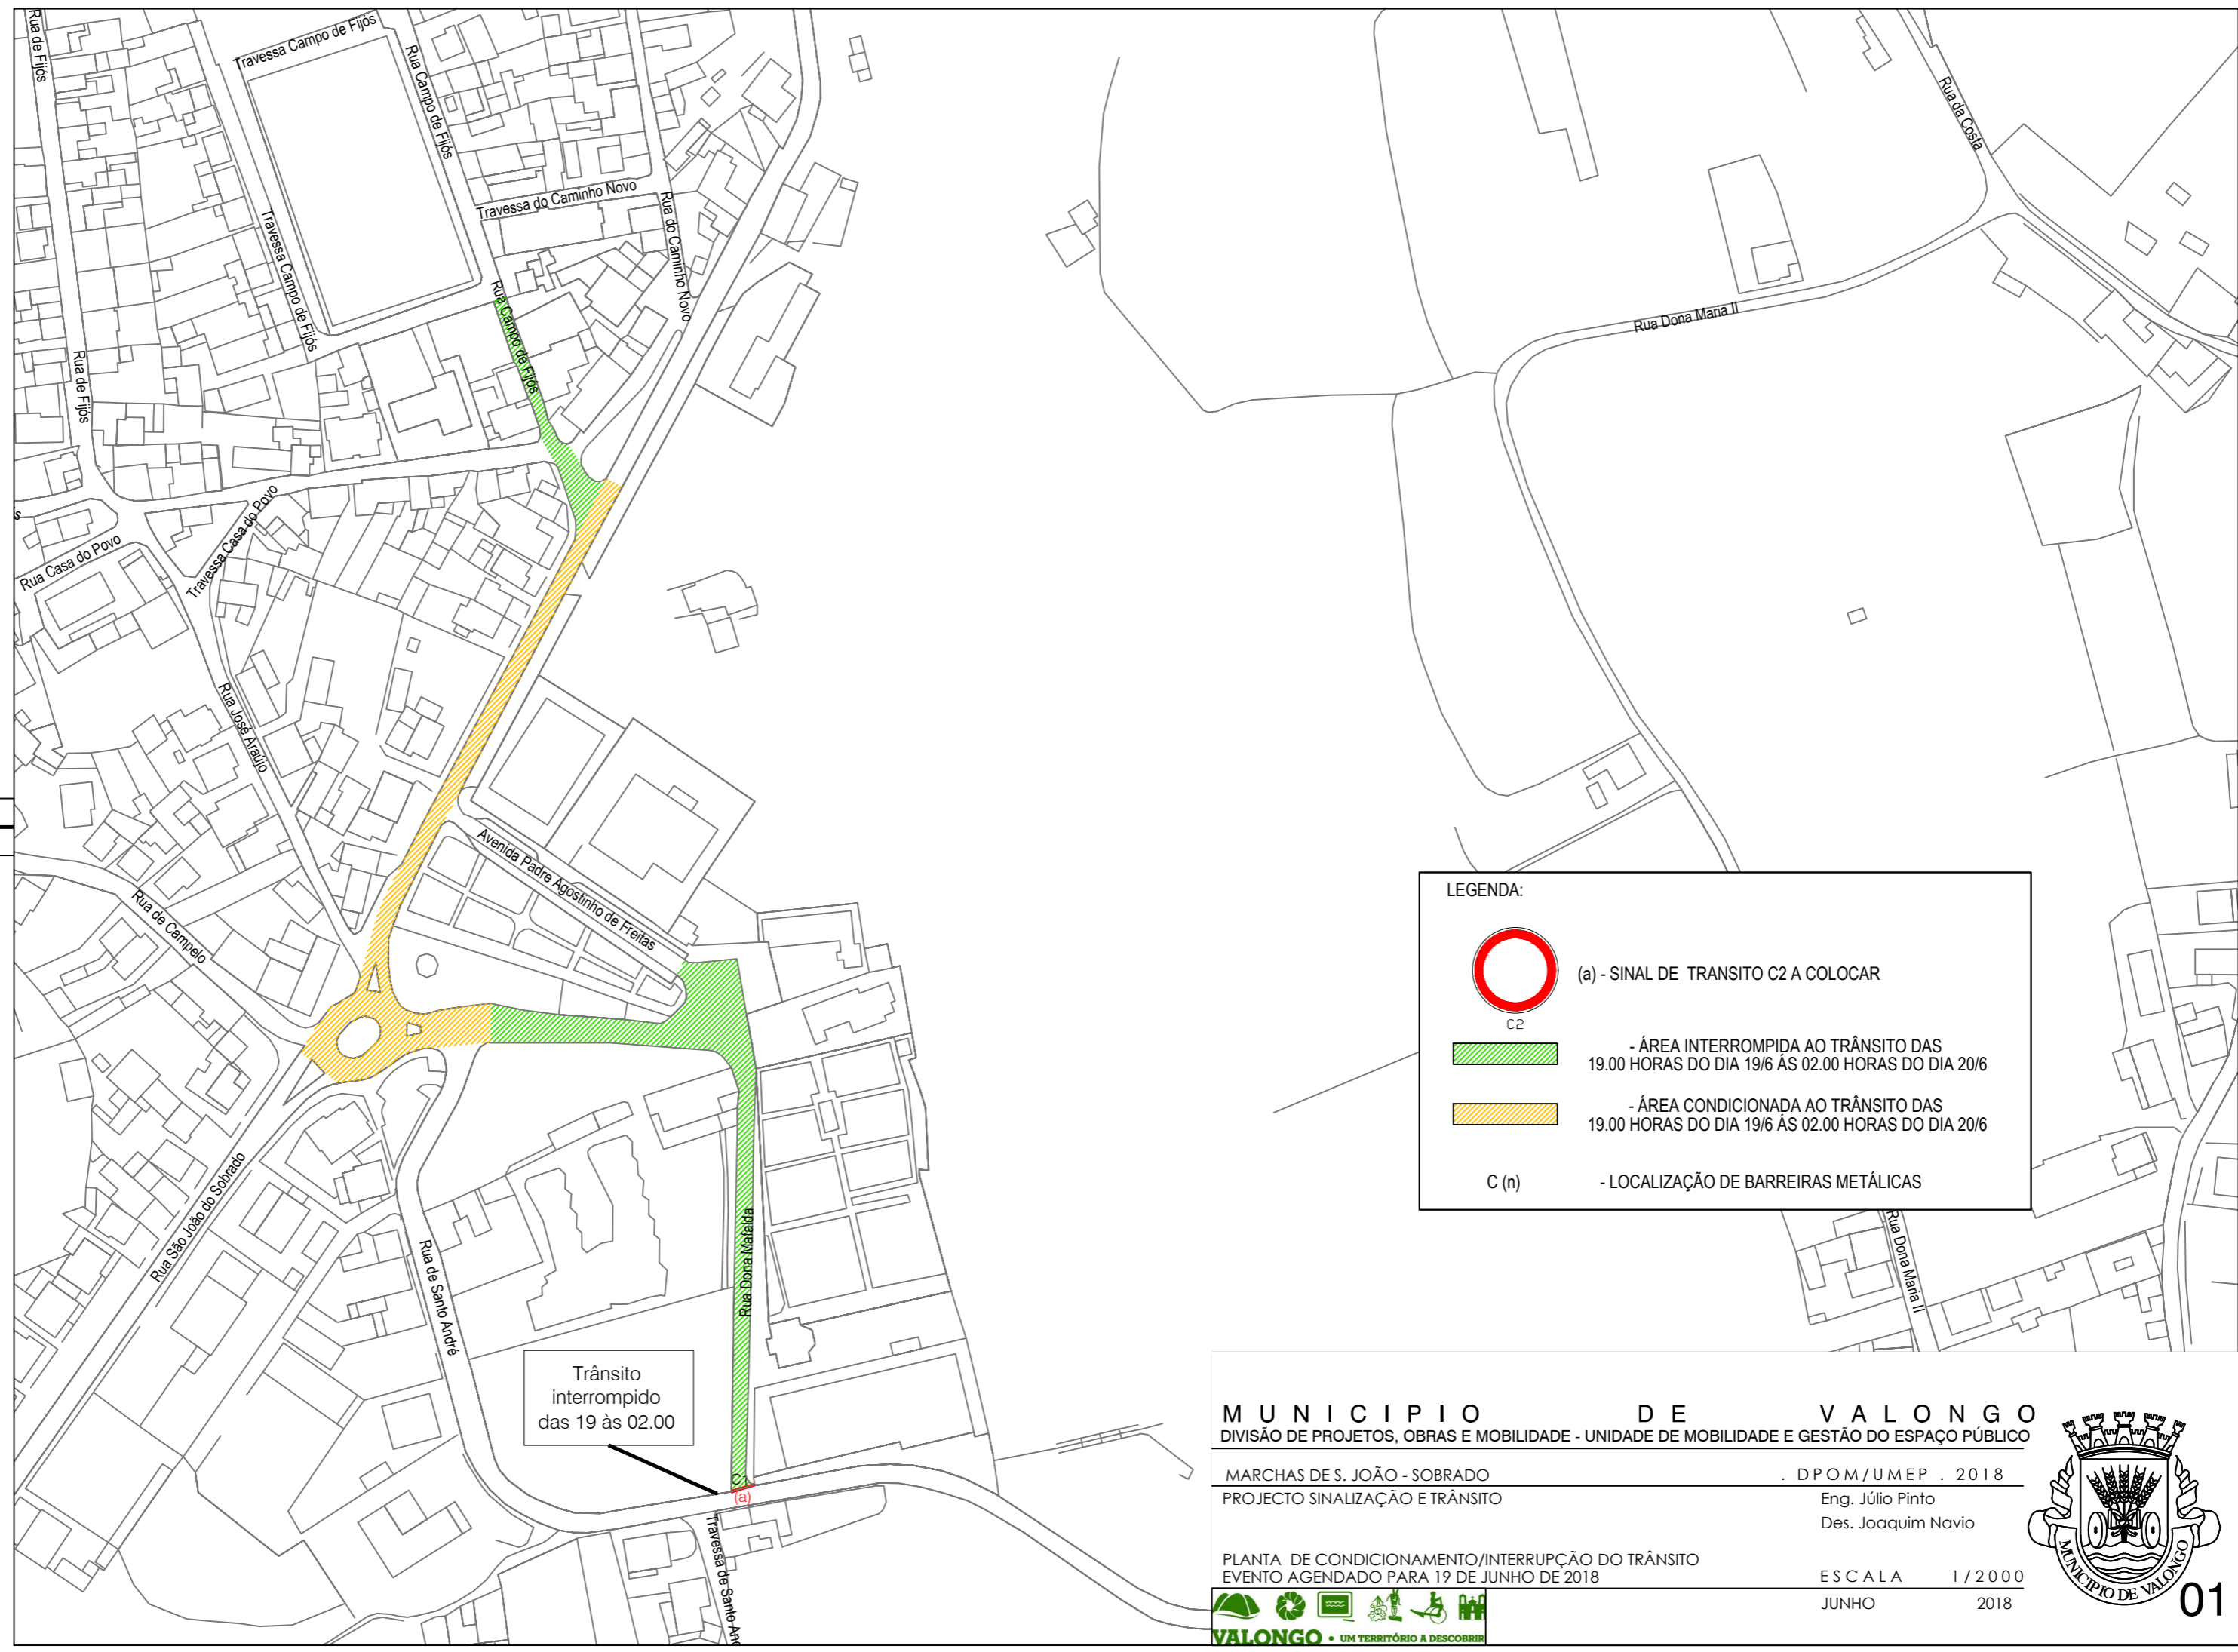 Rua de Fijós
Travessa Campo de Fijós
Rua Campo de Fijós
Rua da Costa
Travessa do Caminho Novo
Rua do Caminho Novo
Travessa Campo de Fijós
Rua Campo de Fijós
Rua Dona Maria II
Rua de Fijós
s
Travessa Casa do Povo
Rua Casa do Povo
Rua José Araújo
Avenida Padre Agostinho de Freitas
Rua de Campelo
Rua São João do Sobrado
Rua de Santo André
Rua Dona Mafalda
Rua Dona Maria II
Trânsito
interrompido
das 19 às 02.00
C1
(a)
Travessa de Santo And
LEGENDA:
(a) - SINAL DE TRANSITO C2 A COLOCAR
C2
- ÁREA INTERROMPIDA AO TRÂNSITO DAS
19.00 HORAS DO DIA 19/6 ÁS 02.00 HORAS DO DIA 20/6
- ÁREA CONDICIONADA AO TRÂNSITO DAS
19.00 HORAS DO DIA 19/6 ÁS 02.00 HORAS DO DIA 20/6
C (n) - LOCALIZAÇÃO DE BARREIRAS METÁLICAS
MUNICIPIO DE VALONGO
DIVISÃO DE PROJETOS, OBRAS E MOBILIDADE - UNIDADE DE MOBILIDADE E GESTÃO DO ESPAÇO PÚBLICO
MARCHAS DE S. JOÃO - SOBRADO . DPOM/UMEP . 2018
PROJECTO SINALIZAÇÃO E TRÂNSITO Eng. Júlio Pinto
Des. Joaquim Navio
PLANTA DE CONDICIONAMENTO/INTERRUPÇÃO DO TRÂNSITO
EVENTO AGENDADO PARA 19 DE JUNHO DE 2018 ESCALA 1/2000
JUNHO 2018
MUNICIPIO DE VALONGO
01
VALONGO • UM TERRITÓRIO A DESCOBRIR